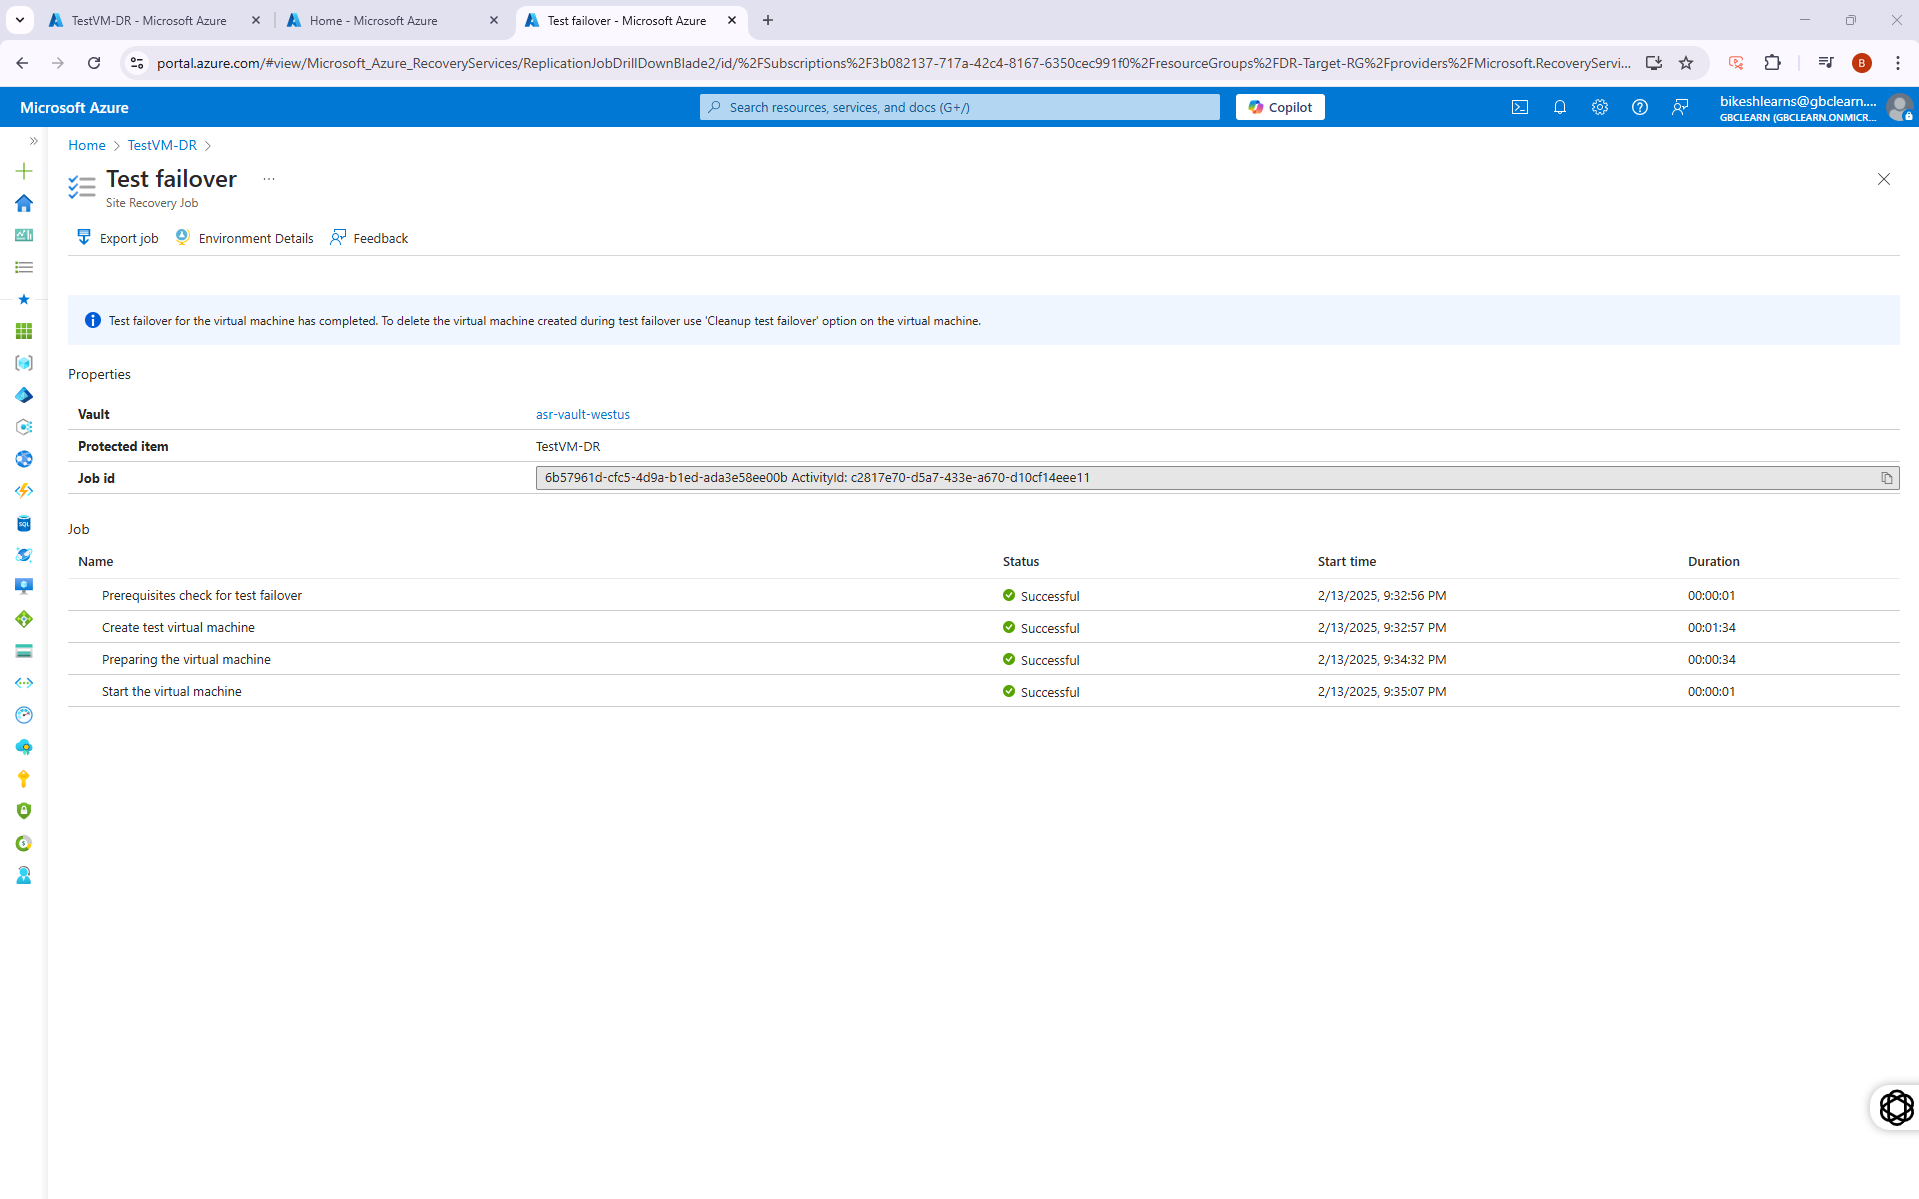 TestVM-DR - Microsoft Azure
Home - Microsoft Azure
Test failover - Microsoft Azure
portal.azure.com/#view/Microsoft_Azure_RecoveryServices/ReplicationJobDrillDownBlade2/id/%2FSubscriptions%2F3b082137-717a-42c4-8167-6350cec991f0%2FresourceGroups%2FDR-Target-RG%2Fproviders%2FMicrosoft.RecoveryServi...
B
Microsoft Azure
Search resources, services, and docs (G+/)
Copilot
bikeshlearns@gbclearn....
GBCLEARN (GBCLEARN.ONMICR...
Home > TestVM-DR >
Test failover ...
Site Recovery Job
Export job
Environment Details
Feedback
Test failover for the virtual machine has completed. To delete the virtual machine created during test failover use 'Cleanup test failover' option on the virtual machine.
Properties
Vault asr-vault-westus
Protected item TestVM-DR
Job id 6b57961d-cfc5-4d9a-b1ed-ada3e58ee00b ActivityId: c2817e70-d5a7-433e-a670-d10cf14eee11
Job
Name Status Start time Duration
Prerequisites check for test failover Successful 2/13/2025, 9:32:56 PM 00:00:01
Create test virtual machine Successful 2/13/2025, 9:32:57 PM 00:01:34
Preparing the virtual machine Successful 2/13/2025, 9:34:32 PM 00:00:34
Start the virtual machine Successful 2/13/2025, 9:35:07 PM 00:00:01
SQL